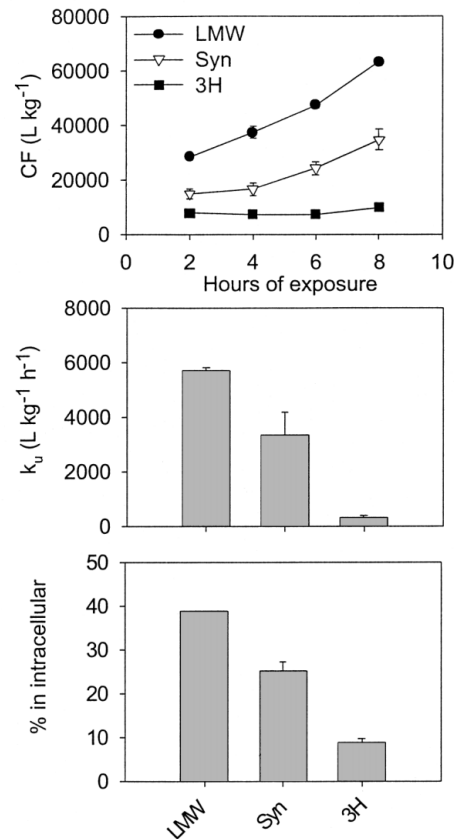 80000
60000
40000
20000
0
CF (L kg⁻¹)
LMW
Syn
3H
0 2 4 6 8 10
Hours of exposure
8000
6000
4000
2000
0
kᵤ (L kg⁻¹ h⁻¹)
50
40
30
20
10
0
% in intracellular
LMW Syn 3H